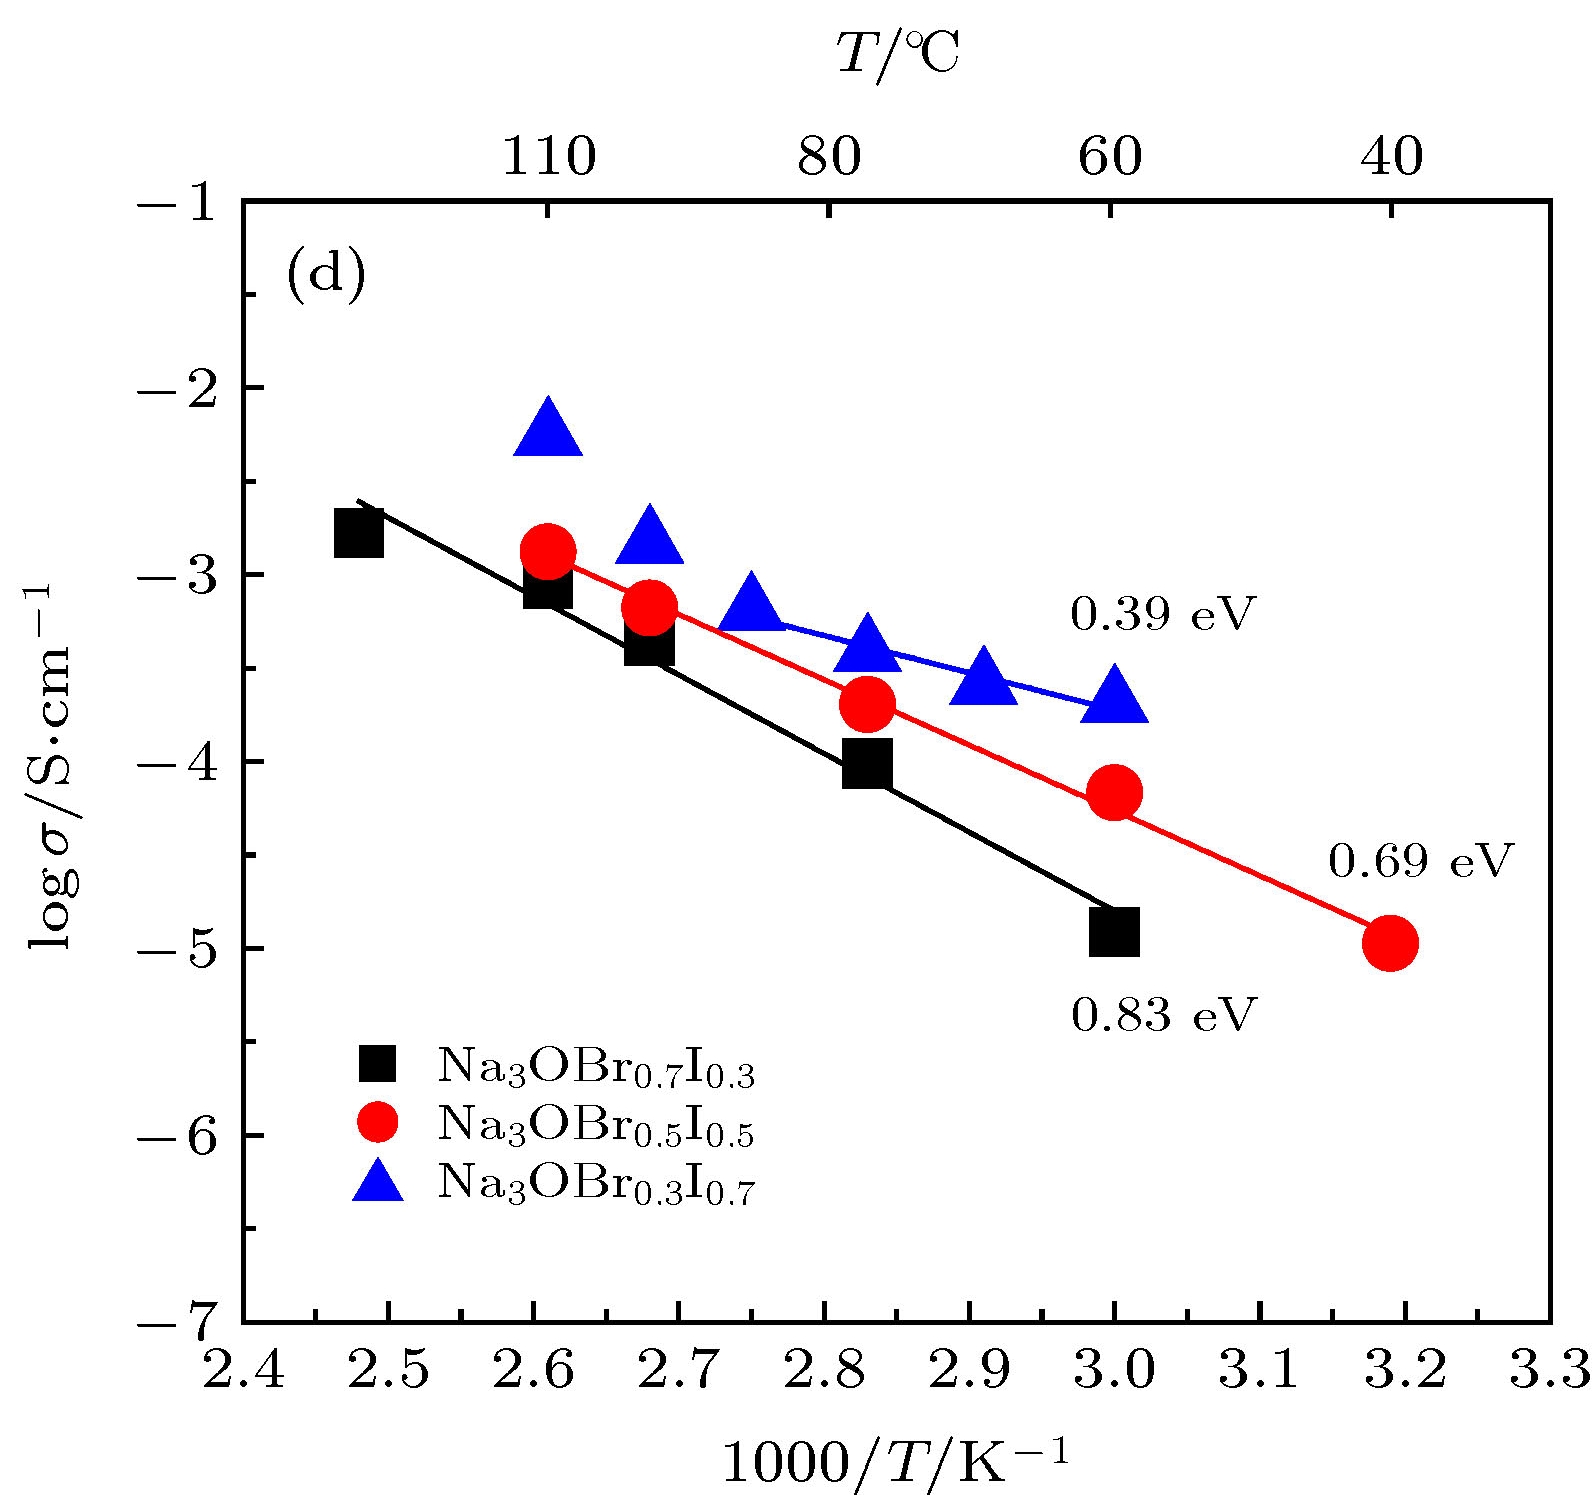 T/°C
110 80 60 40
−1
(d)
−2
−3
−4
−5
−6
−7
log σ/S·cm⁻¹
0.39 eV
0.69 eV
0.83 eV
Na₃OBr₀.₇I₀.₃
Na₃OBr₀.₅I₀.₅
Na₃OBr₀.₃I₀.₇
2.4 2.5 2.6 2.7 2.8 2.9 3.0 3.1 3.2 3.3
1000/T/K⁻¹